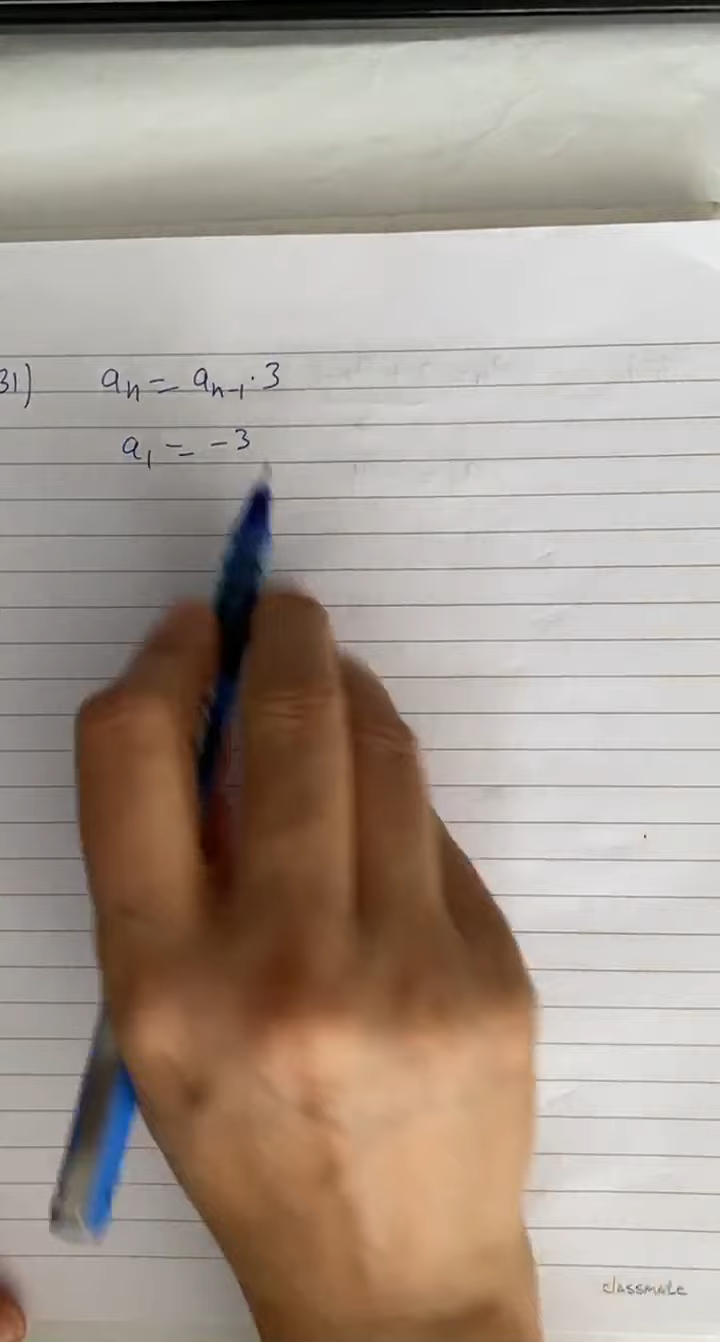 31) aₙ = aₙ₋₁ · 3
a₁ = -3
classmate